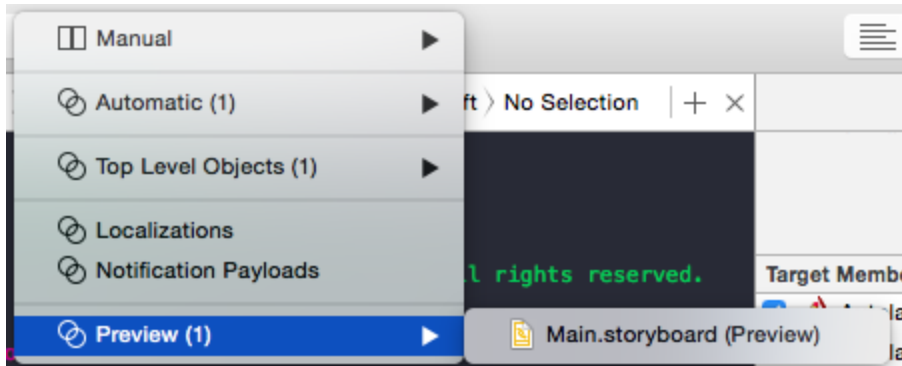 Manual
Automatic (1)
ft 〉 No Selection
Top Level Objects (1)
Localizations
Notification Payloads
l rights reserved.
Target Membe
Preview (1)
Main.storyboard (Preview)